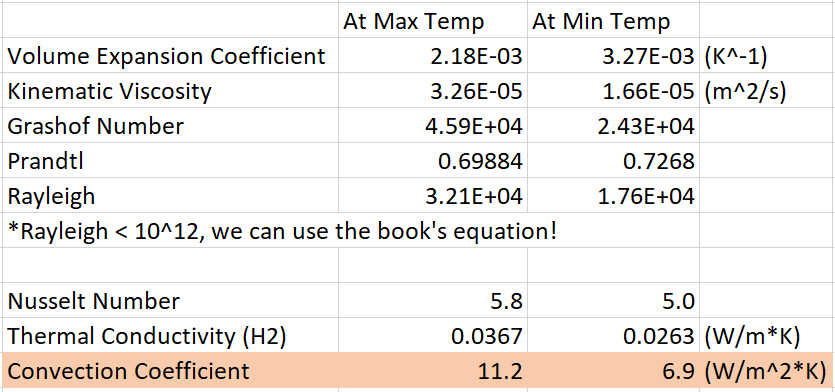 At Max Temp At Min Temp
Volume Expansion Coefficient 2.18E-03 3.27E-03 (K^-1)
Kinematic Viscosity 3.26E-05 1.66E-05 (m^2/s)
Grashof Number 4.59E+04 2.43E+04
Prandtl 0.69884 0.7268
Rayleigh 3.21E+04 1.76E+04
*Rayleigh < 10^12, we can use the book's equation!
Nusselt Number 5.8 5.0
Thermal Conductivity (H2) 0.0367 0.0263 (W/m*K)
Convection Coefficient 11.2 6.9 (W/m^2*K)